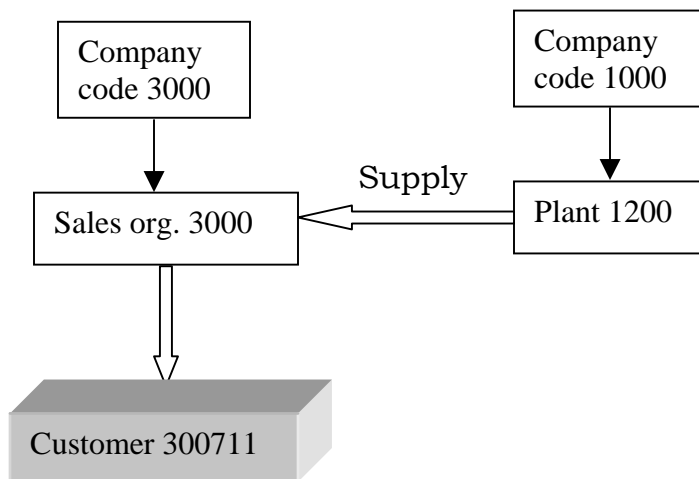 Company
code 3000
Company
code 1000
Supply
Sales org. 3000
Plant 1200
Customer 300711